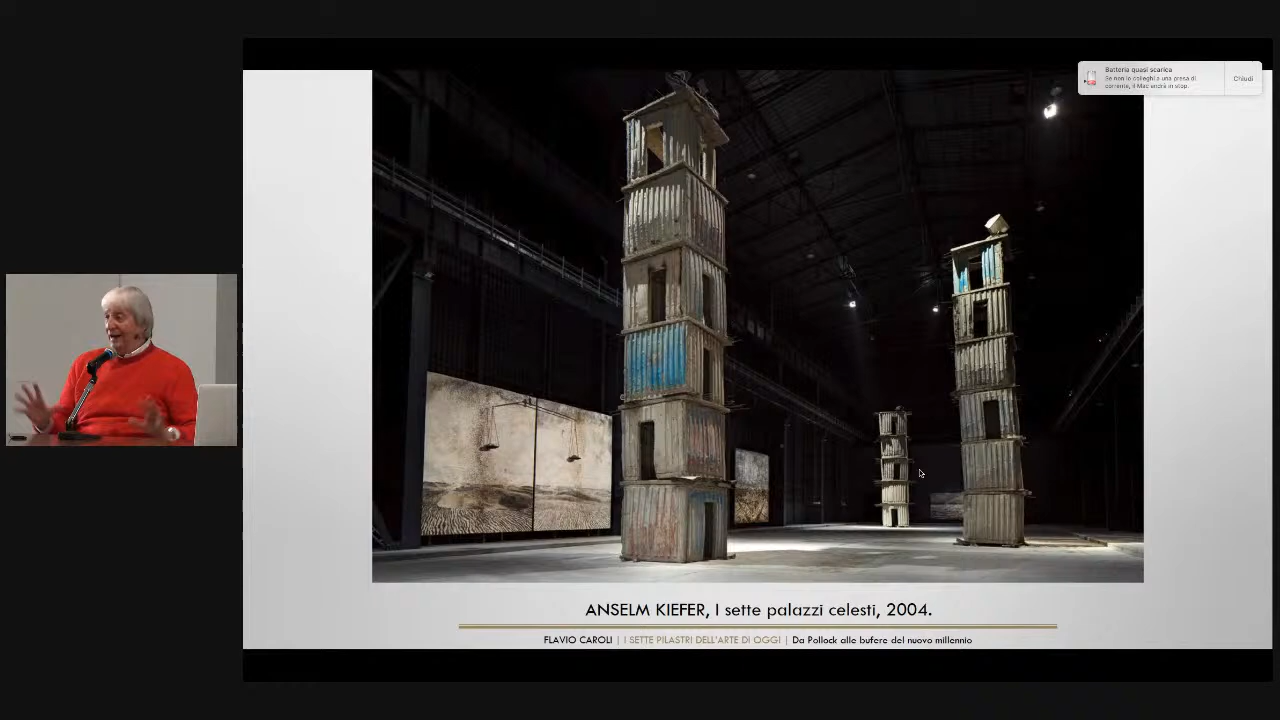 Batteria quasi scarica
Se non lo colleghi a una presa di
corrente, il Mac andrà in stop.
Chiudi
ANSELM KIEFER, I sette palazzi celesti, 2004.
FLAVIO CAROLI | I SETTE PILASTRI DELL'ARTE DI OGGI | Da Pollock alle bufere del nuovo millennio